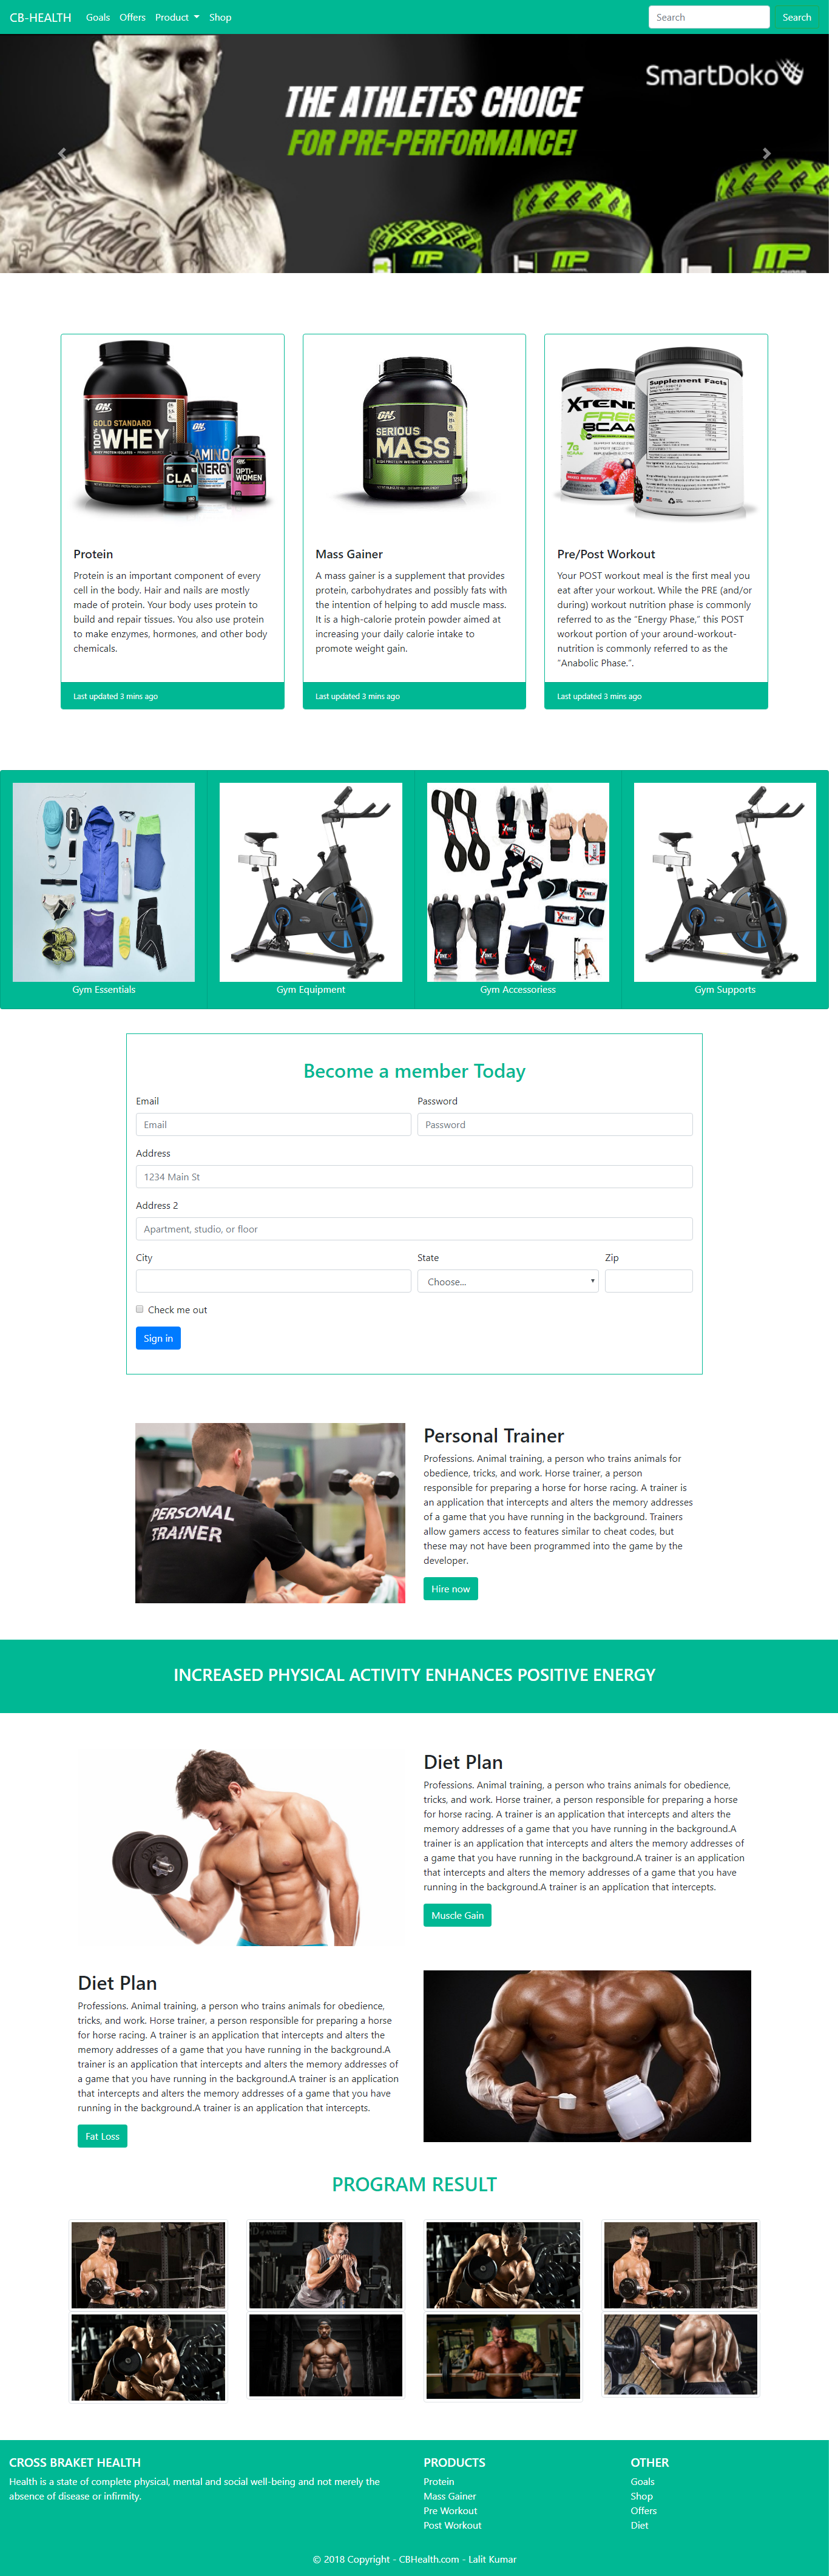 CB-HEALTH Goals Offers Product Shop Search Search
SmartDoko
THE ATHLETES CHOICE
FOR PRE-PERFORMANCE!
MP
MP
ON
GOLD STANDARD
100% WHEY
AMINO
ENERGY
CLA
OPTI-
WOMEN
ON
SERIOUS
MASS
SCIVATION
XTEND
FREE
BCAA
7g
Supplement Facts
Protein
Protein is an important component of every
cell in the body. Hair and nails are mostly
made of protein. Your body uses protein to
build and repair tissues. You also use protein
to make enzymes, hormones, and other body
chemicals.
Last updated 3 mins ago
Mass Gainer
A mass gainer is a supplement that provides
protein, carbohydrates and possibly fats with
the intention of helping to add muscle mass.
It is a high-calorie protein powder aimed at
increasing your daily calorie intake to
promote weight gain.
Last updated 3 mins ago
Pre/Post Workout
Your POST workout meal is the first meal you
eat after your workout. While the PRE (and/or
during) workout nutrition phase is commonly
referred to as the “Energy Phase,” this POST
workout portion of your around-workout-
nutrition is commonly referred to as the
“Anabolic Phase.”.
Last updated 3 mins ago
Gym Essentials
Gym Equipment
Gym Accessoriess
Gym Supports
Become a member Today
Email Password
Email Password
Address
1234 Main St
Address 2
Apartment, studio, or floor
City State Zip
Choose...
Check me out
Sign in
PERSONAL
TRAINER
Personal Trainer
Professions. Animal training, a person who trains animals for
obedience, tricks, and work. Horse trainer, a person
responsible for preparing a horse for horse racing. A trainer is
an application that intercepts and alters the memory addresses
of a game that you have running in the background. Trainers
allow gamers access to features similar to cheat codes, but
these may not have been programmed into the game by the
developer.
Hire now
INCREASED PHYSICAL ACTIVITY ENHANCES POSITIVE ENERGY
Diet Plan
Professions. Animal training, a person who trains animals for obedience,
tricks, and work. Horse trainer, a person responsible for preparing a horse
for horse racing. A trainer is an application that intercepts and alters the
memory addresses of a game that you have running in the background.A
trainer is an application that intercepts and alters the memory addresses of
a game that you have running in the background.A trainer is an application
that intercepts and alters the memory addresses of a game that you have
running in the background.A trainer is an application that intercepts.
Muscle Gain
Diet Plan
Professions. Animal training, a person who trains animals for obedience,
tricks, and work. Horse trainer, a person responsible for preparing a horse
for horse racing. A trainer is an application that intercepts and alters the
memory addresses of a game that you have running in the background.A
trainer is an application that intercepts and alters the memory addresses of
a game that you have running in the background.A trainer is an application
that intercepts and alters the memory addresses of a game that you have
running in the background.A trainer is an application that intercepts.
Fat Loss
PROGRAM RESULT
CROSS BRAKET HEALTH
Health is a state of complete physical, mental and social well-being and not merely the
absence of disease or infirmity.
PRODUCTS
Protein
Mass Gainer
Pre Workout
Post Workout
OTHER
Goals
Shop
Offers
Diet
© 2018 Copyright - CBHealth.com - Lalit Kumar